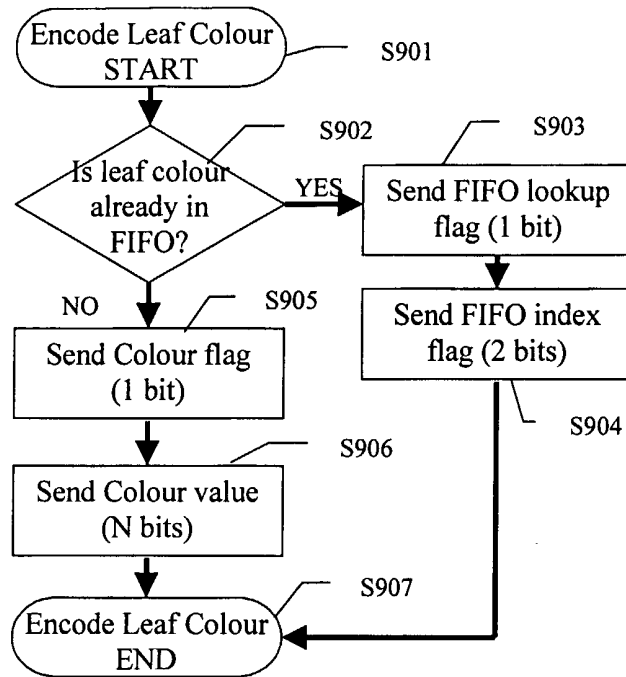 Encode Leaf Colour
START
S901
S902
Is leaf colour
already in
FIFO?
YES
S903
Send FIFO lookup
flag (1 bit)
NO
S905
Send FIFO index
flag (2 bits)
S904
Send Colour flag
(1 bit)
S906
Send Colour value
(N bits)
S907
Encode Leaf Colour
END